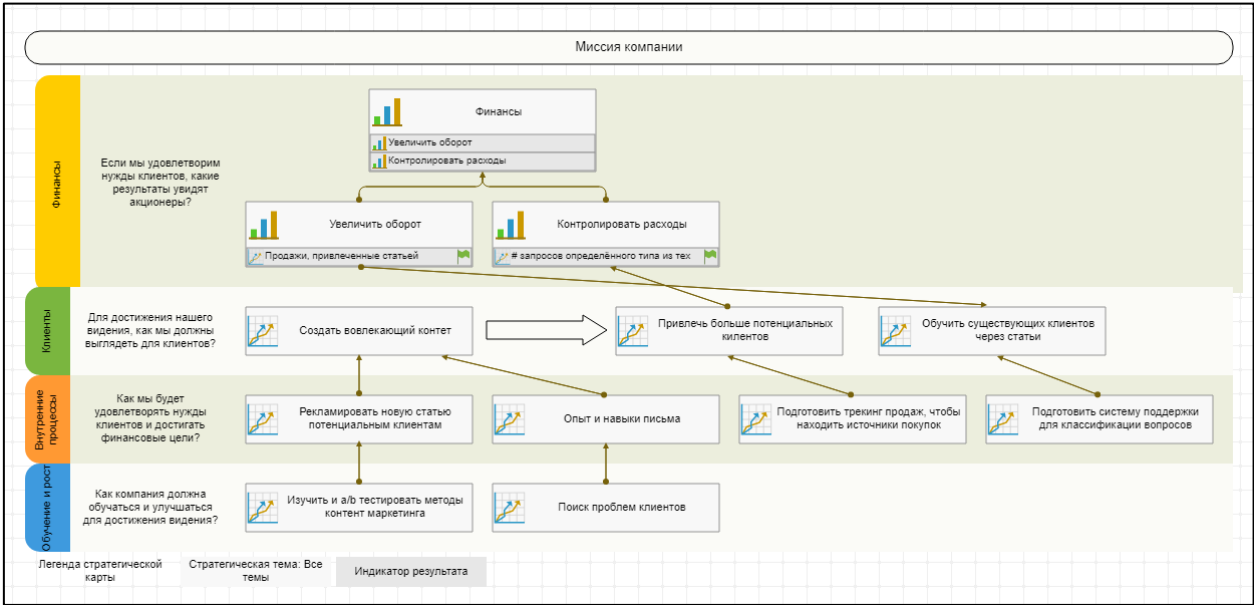 Миссия компании
Финансы
Если мы удовлетворим
нужды клиентов, какие
результаты увидят
акционеры?
Финансы
Увеличить оборот
Контролировать расходы
Увеличить оборот
Продажи, привлеченные статьей
Контролировать расходы
# запросов определённого типа из тех
Клиенты
Для достижения нашего
видения, как мы должны
выглядеть для клиентов?
Создать вовлекающий контет
Привлечь больше потенциальных
килентов
Обучить существующих клиентов
через статьи
Внутренние
процессы
Как мы будет
удовлетворять нужды
клиентов и достигать
финансовые цели?
Рекламировать новую статью
потенциальным клиентам
Опыт и навыки письма
Подготовить трекинг продаж, чтобы
находить источники покупок
Подготовить систему поддержки
для классификации вопросов
Обучение и рост
Как компания должна
обучаться и улучшаться
для достижения видения?
Изучить и a/b тестировать методы
контент маркетинга
Поиск проблем клиентов
Легенда стратегической
карты
Стратегическая тема: Все
темы
Индикатор результата